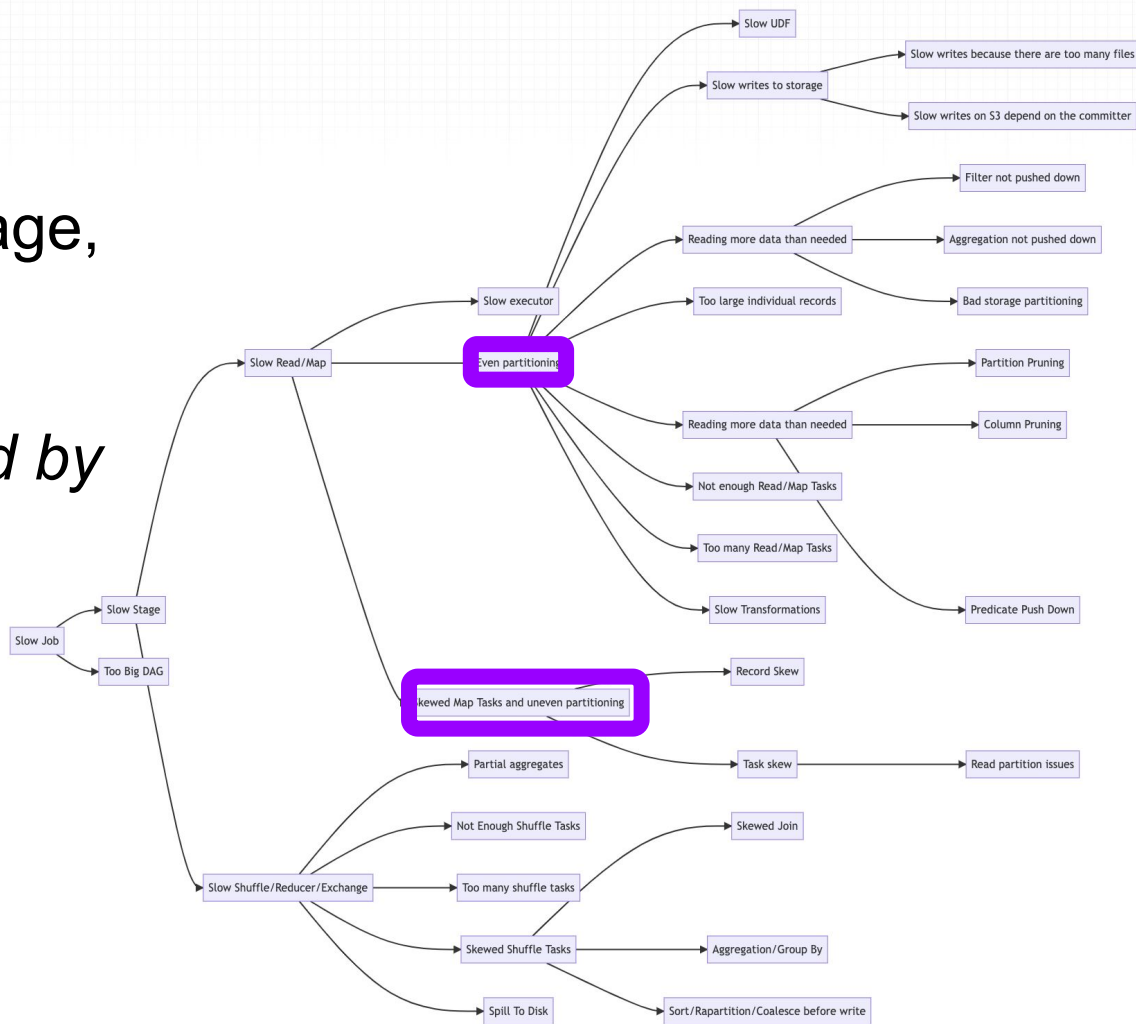 Slow UDF
Slow writes because there are too many files
Slow writes to storage
Slow writes on S3 depend on the committer
Filter not pushed down
age,
Reading more data than needed
Aggregation not pushed down
Slow executor
Too large individual records
Bad storage partitioning
Slow Read/Map
Even partitioning
Partition Pruning
Reading more data than needed
Column Pruning
d by
Not enough Read/Map Tasks
Too many Read/Map Tasks
Slow Stage
Slow Transformations
Predicate Push Down
Slow Job
Too Big DAG
Record Skew
kewed Map Tasks and uneven partitioning
Partial aggregates
Task skew
Read partition issues
Not Enough Shuffle Tasks
Skewed Join
Slow Shuffle/Reducer/Exchange
Too many shuffle tasks
Skewed Shuffle Tasks
Aggregation/Group By
Spill To Disk
Sort/Rapartition/Coalesce before write